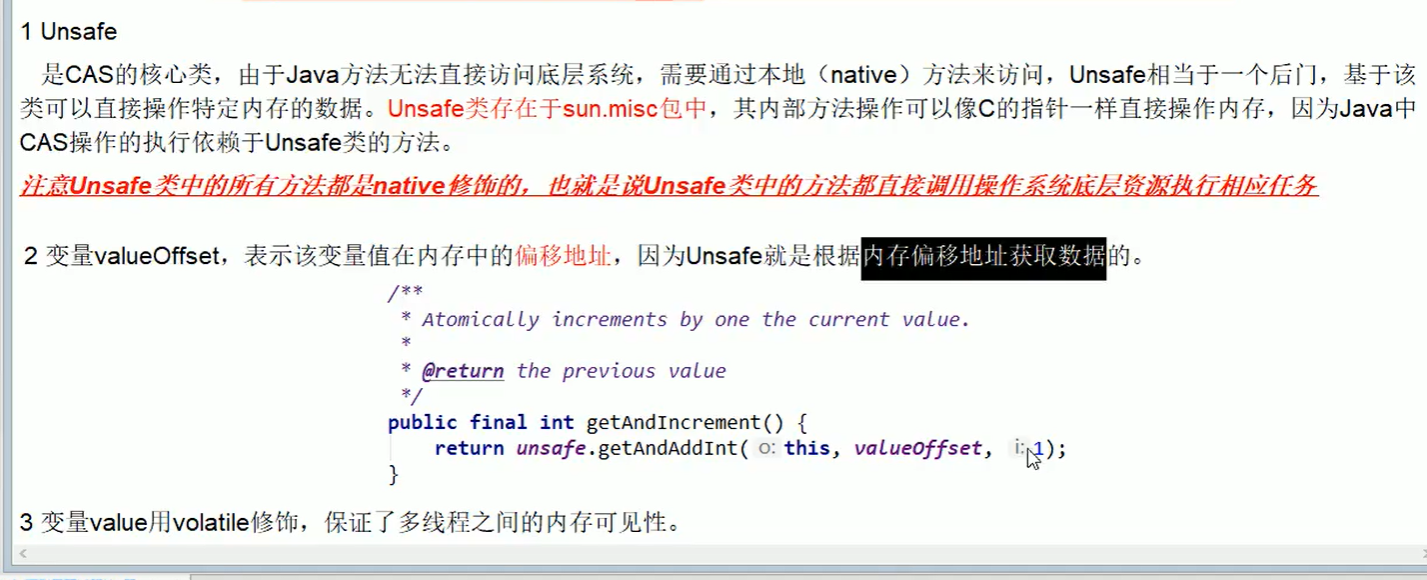 1 Unsafe
是CAS的核心类，由于Java方法无法直接访问底层系统，需要通过本地（native）方法来访问，Unsafe相当于一个后门，基于该
类可以直接操作特定内存的数据。Unsafe类存在于sun.misc包中，其内部方法操作可以像C的指针一样直接操作内存，因为Java中
CAS操作的执行依赖于Unsafe类的方法。
注意Unsafe类中的所有方法都是native修饰的，也就是说Unsafe类中的方法都直接调用操作系统底层资源执行相应任务
2 变量valueOffset，表示该变量值在内存中的偏移地址，因为Unsafe就是根据内存偏移地址获取数据的。
/**
* Atomically increments by one the current value.
*
* @return the previous value
*/
public final int getAndIncrement() {
return unsafe.getAndAddInt( o: this, valueOffset, i: 1);
}
3 变量value用volatile修饰，保证了多线程之间的内存可见性。